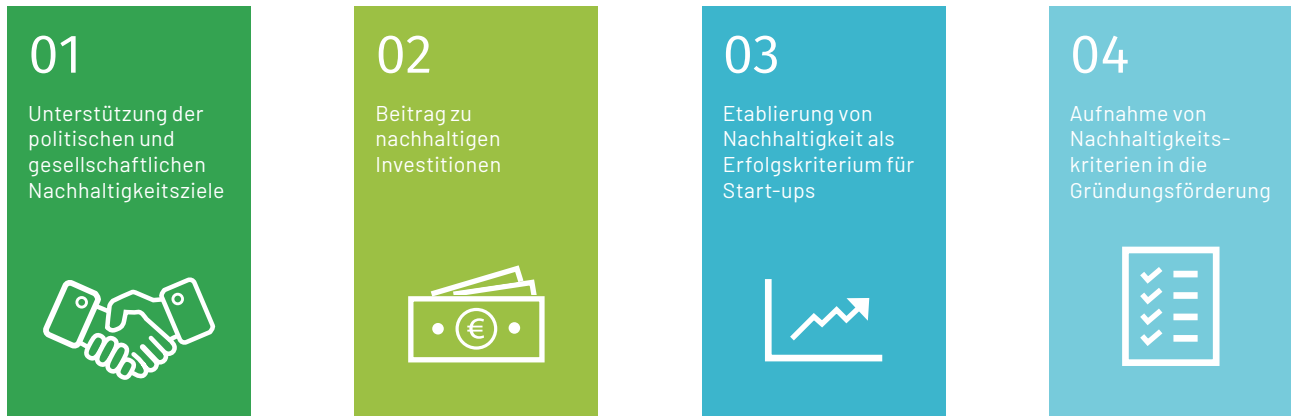 01
Unterstützung der
politischen und
gesellschaftlichen
Nachhaltigkeitsziele
02
Beitrag zu
nachhaltigen
Investitionen
€
03
Etablierung von
Nachhaltigkeit als
Erfolgskriterium für
Start-ups
04
Aufnahme von
Nachhaltigkeits-
kriterien in die
Gründungsförderung